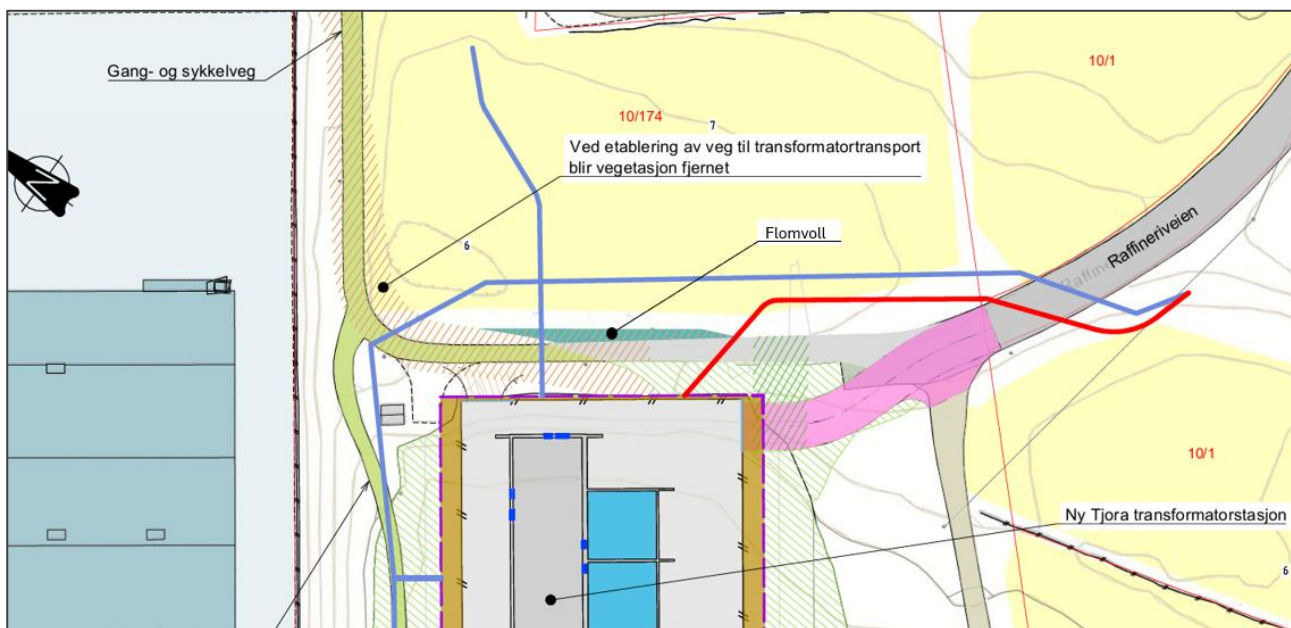 Gang- og sykkelveg
10/1
10/174
7
Ved etablering av veg til transformatortransport
blir vegetasjon fjernet
N
6
Flomvoll
Raffineriveien
10/1
Ny Tjora transformatorstasjon
6